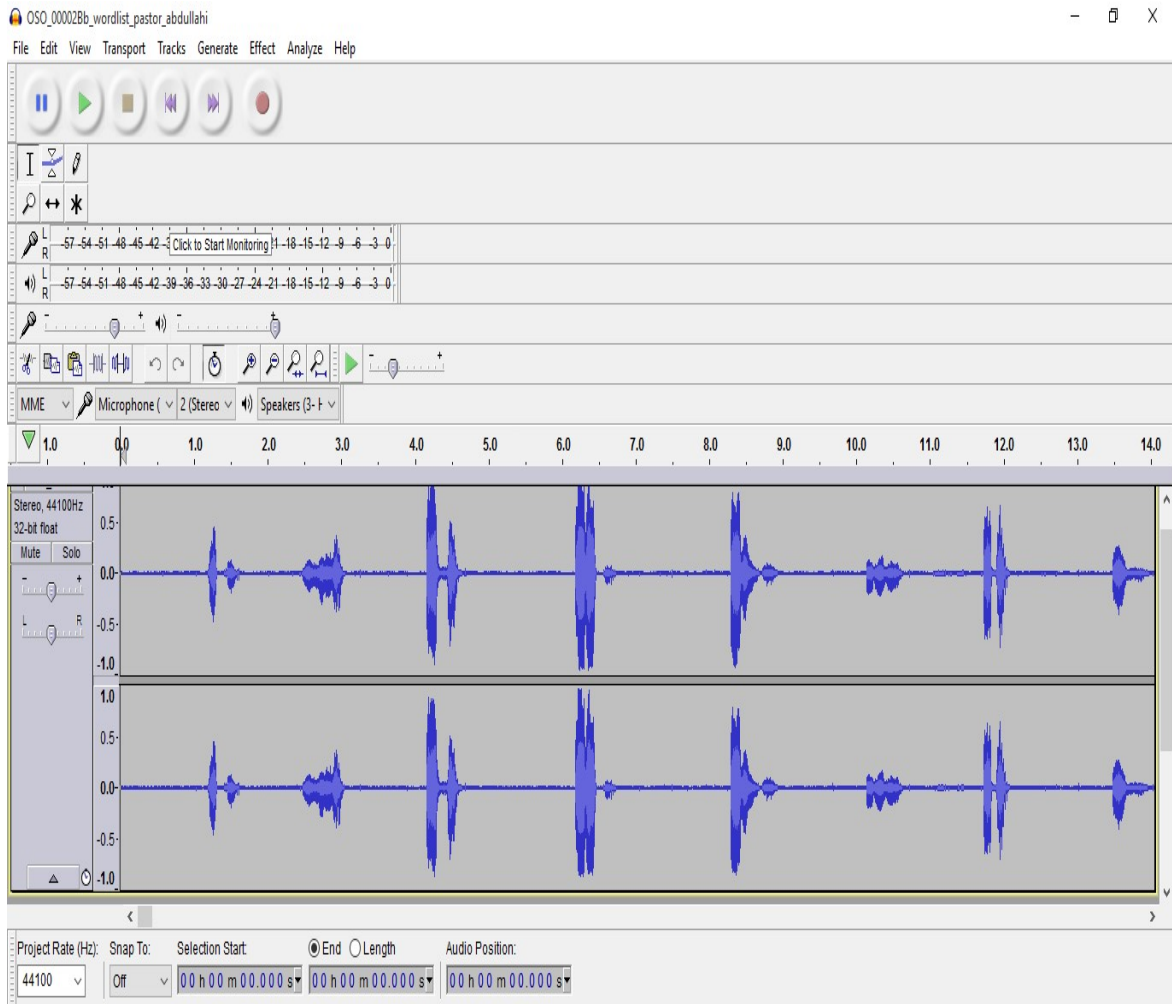 OSO_00002Bb_wordlist_pastor_abdullahi
File Edit View Transport Tracks Generate Effect Analyze Help
L -57 -54 -51 -48 -45 -42 -3 Click to Start Monitoring 1 -18 -15 -12 -9 -6 -3 0
R
L -57 -54 -51 -48 -45 -42 -39 -36 -33 -30 -27 -24 -21 -18 -15 -12 -9 -6 -3 0
R
- + - +
- +
MME Microphone ( 2 (Stereo Speakers (3- H
1.0 0.0 1.0 2.0 3.0 4.0 5.0 6.0 7.0 8.0 9.0 10.0 11.0 12.0 13.0 14.0
Stereo, 44100Hz
32-bit float
Mute Solo
- +
L R
0.5
0.0
-0.5
-1.0
1.0
0.5
0.0
-0.5
-1.0
Project Rate (Hz): Snap To: Selection Start: End Length Audio Position:
44100 Off 00 h 00 m 00.000 s 00 h 00 m 00.000 s 00 h 00 m 00.000 s